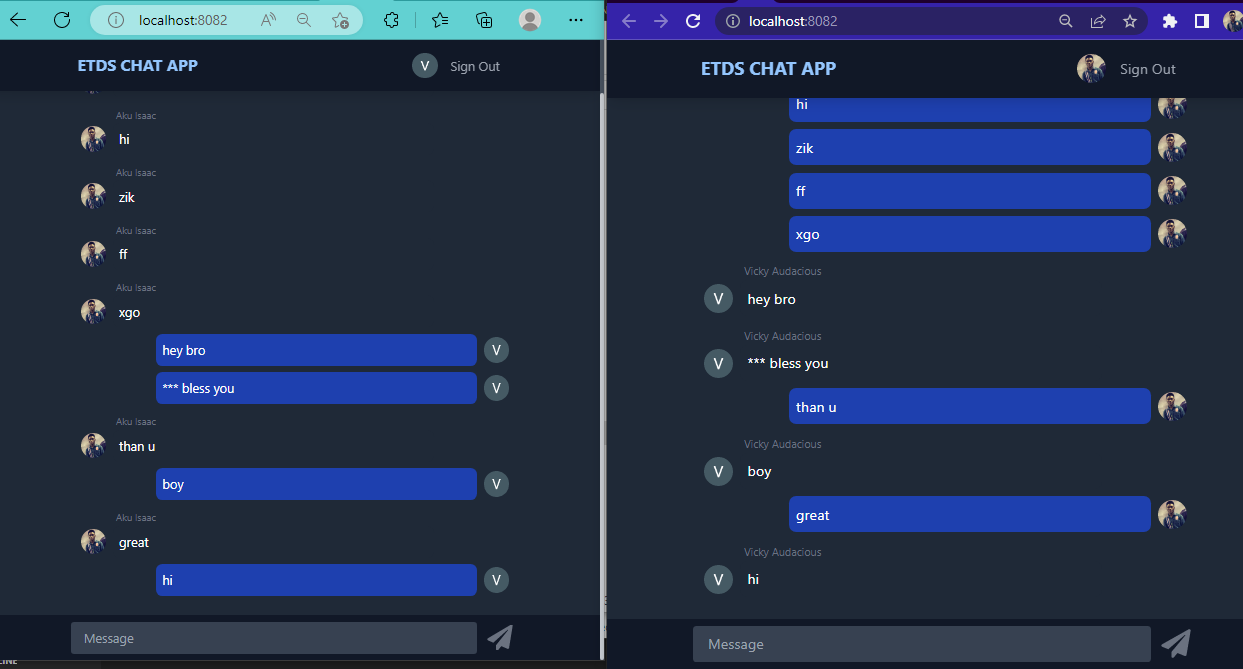 localhost:8082
ETDS CHAT APP
V
Sign Out
Aku Isaac
hi
Aku Isaac
zik
Aku Isaac
ff
Aku Isaac
xgo
hey bro
V
*** bless you
V
Aku Isaac
than u
boy
V
Aku Isaac
great
hi
V
Message
localhost:8082
ETDS CHAT APP
Sign Out
hi
zik
ff
xgo
Vicky Audacious
V
hey bro
Vicky Audacious
V
*** bless you
than u
Vicky Audacious
V
boy
great
Vicky Audacious
V
hi
Message